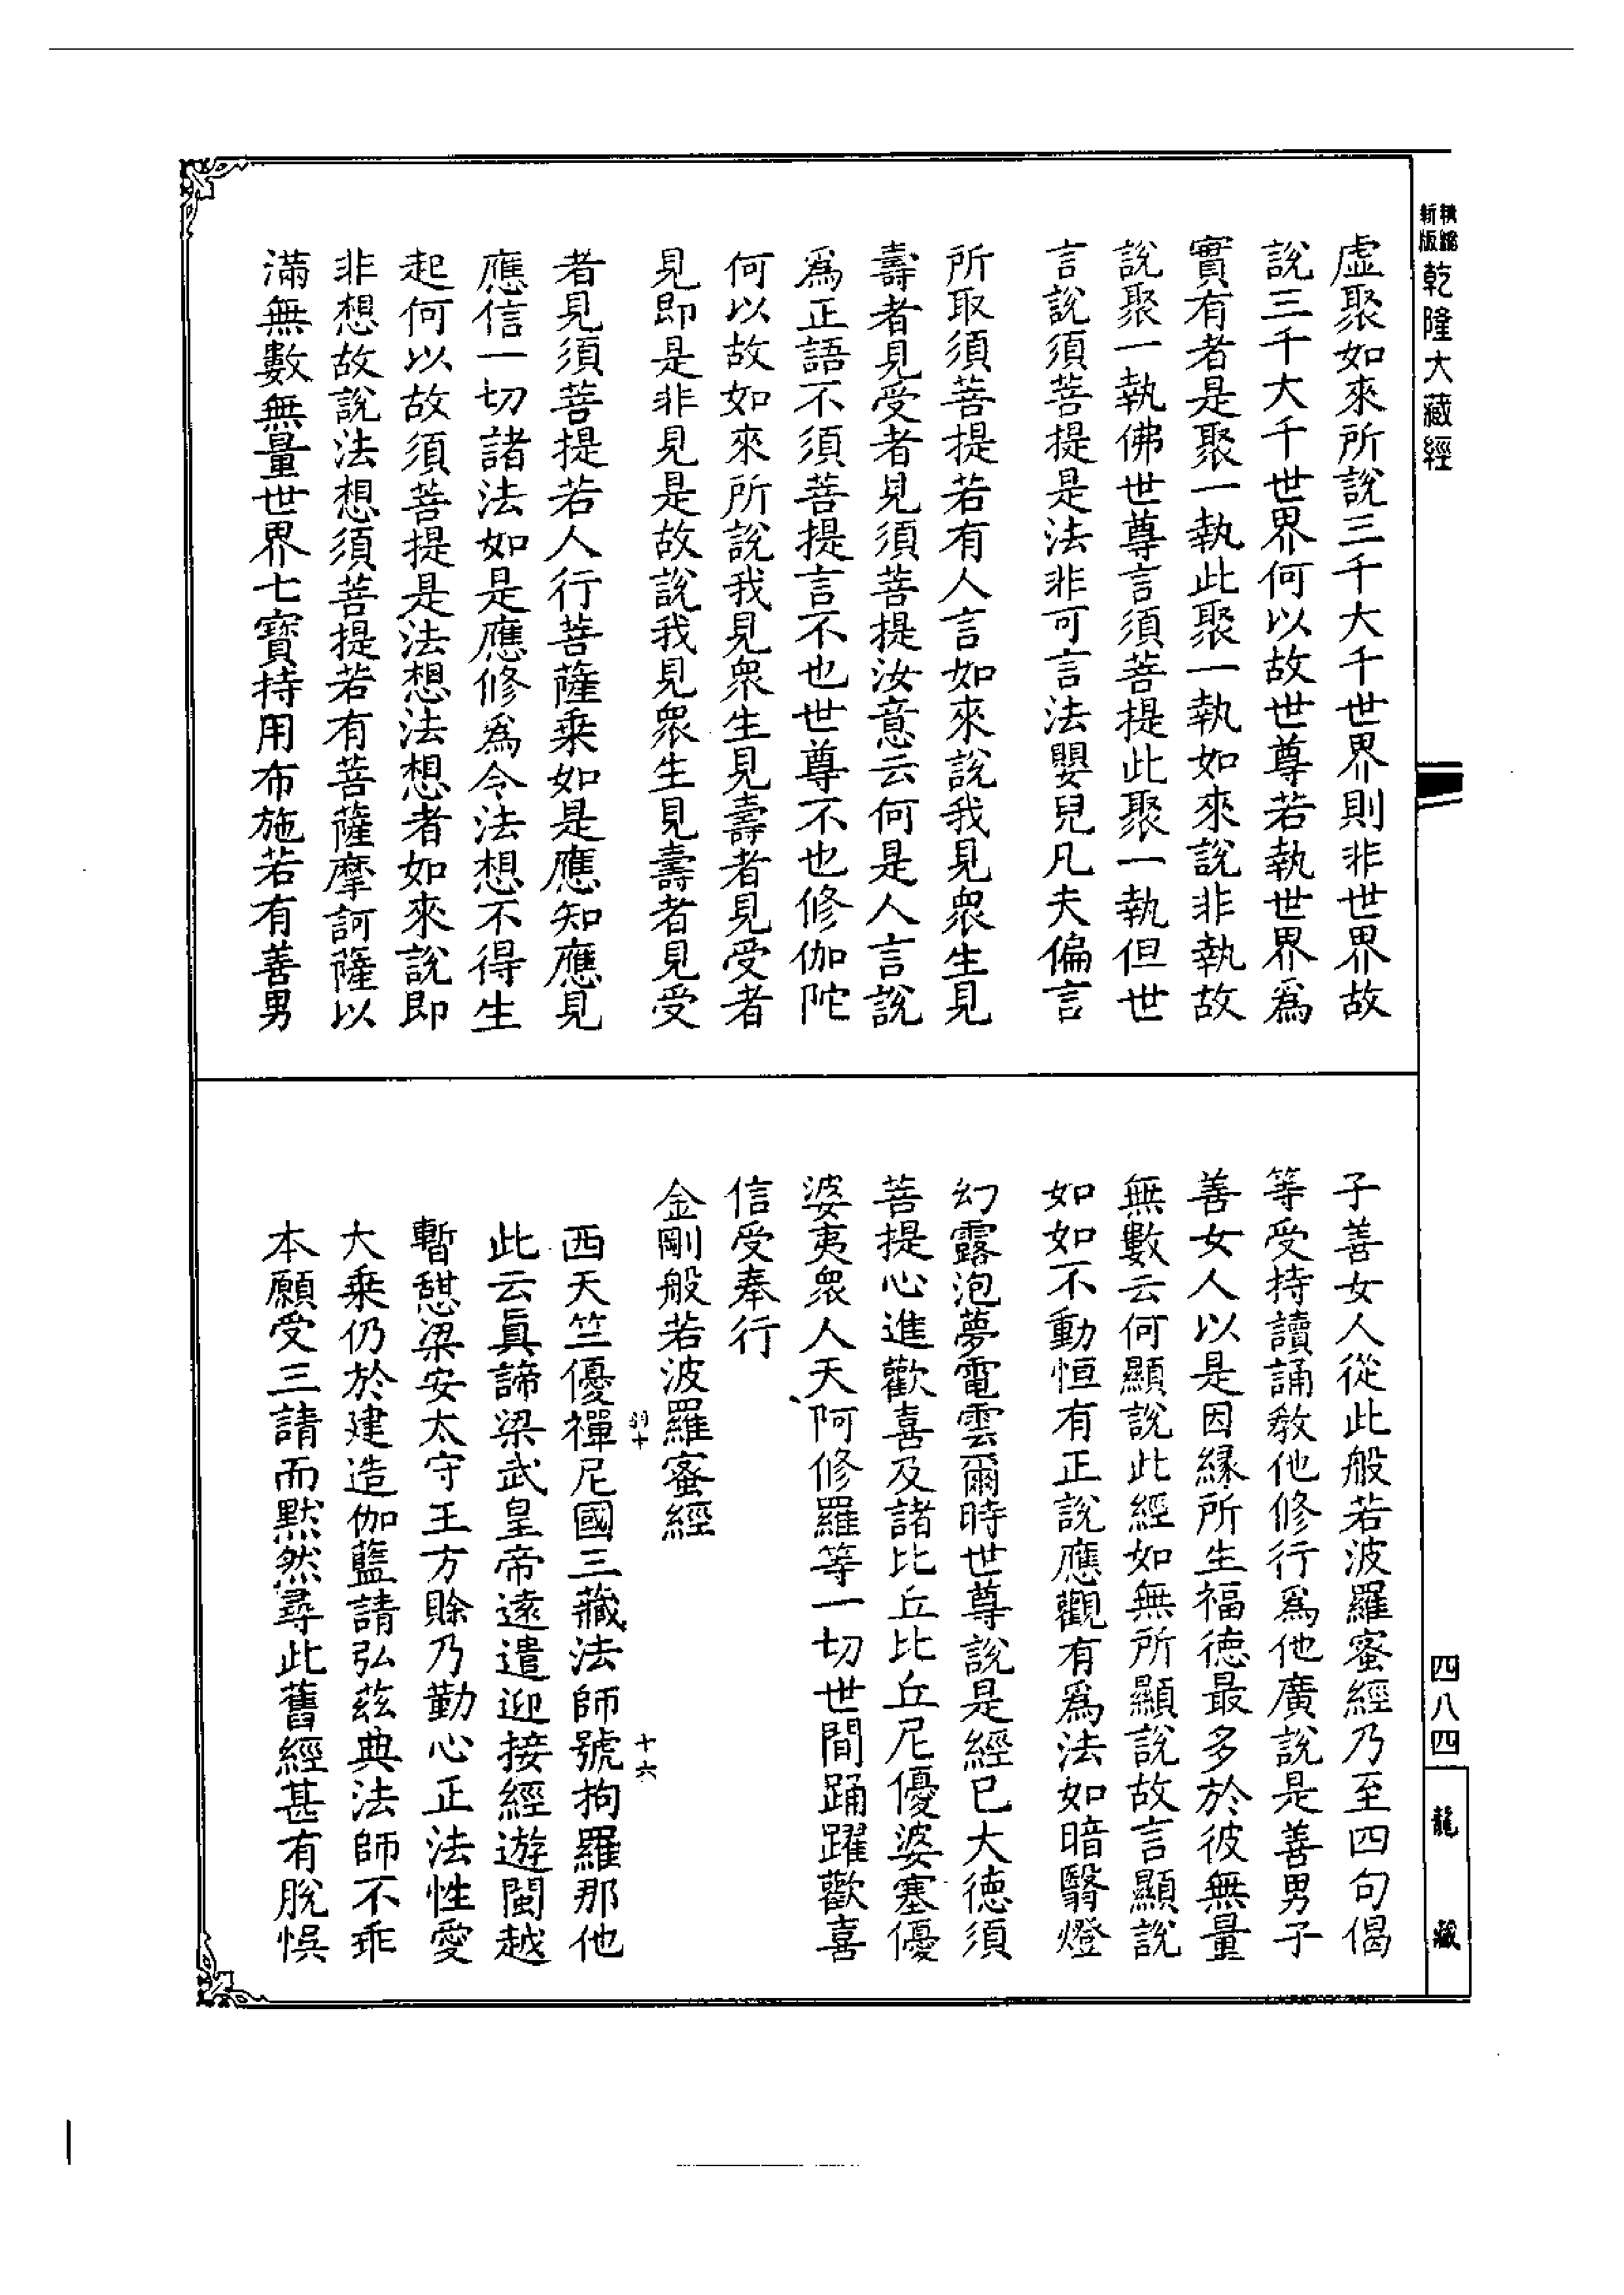 新版
精縮
乾隆大藏經
虛聚如來所說三千大千世界則非世界故
說三千大千世界何以故世尊若執世界爲
實有者是聚一執此聚一執如來說非執故
說聚一執佛世尊言須菩提此聚一執但世
言說須菩提是法非可言法嬰兒凡夫偏言
所取須菩提若有人言如來說我見衆生見
壽者見受者見須菩提汝意云何是人言說
爲正語不須菩提言不也世尊不也修伽陀
何以故如來所說我見衆生見壽者見受者
見即是非見是故說我見衆生見壽者見受
者見須菩提若人行菩薩乘如是應知應見
應信一切諸法如是應修爲令法想不得生
起何以故須菩提是法想法想者如來說即
非想故說法想須菩提若有菩薩摩訶薩以
滿無數無量世界七寶持用布施若有善男
子善女人從此般若波羅蜜經乃至四句偈
等受持讀誦教他修行爲他廣說是善男子
善女人以是因緣所生福德最多於彼無量
無數云何顯說此經如無所顯說故言顯說
如如不動恒有正說應觀有爲法如暗翳燈
幻露泡夢電雲爾時世尊說是經已大德須
菩提心進歡喜及諸比丘比丘尼優婆塞優
婆夷衆人天阿修羅等一切世間踊躍歡喜
信受奉行
金剛般若波羅蜜經
十六
西天竺優禪尼國三藏法師號拘羅那他
此云眞諦梁武皇帝遠遣迎接經遊閩越
暫憩梁安太守王方賒乃勤心正法性愛
大乘仍於建造伽藍請弘茲典法師不乖
本願受三請而默然尋此舊經甚有脫悞
四八四
龍藏